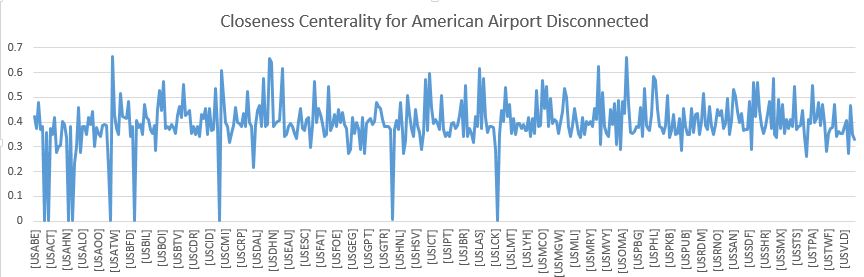 Closeness Centerality for American Airport Disconnected
0.7
0.6
0.5
0.4
0.3
0.2
0.1
0
[USABE]
[USACT]
[USAHN]
[USALO]
[USAOO]
[USATW]
[USBFD]
[USBIL]
[USBOI]
[USBTV]
[USCDR]
[USCID]
[USCMI]
[USCRP]
[USDAL]
[USDHN]
[USEAU]
[USESC]
[USFAT]
[USFOE]
[USGEG]
[USGPT]
[USGTR]
[USHNL]
[USHSV]
[USICT]
[USIPT]
[USJBR]
[USLAS]
[USLCK]
[USLMT]
[USLYH]
[USMCO]
[USMGW]
[USMLI]
[USMRY]
[USMVY]
[USOMA]
[USPBG]
[USPHL]
[USPKB]
[USPUB]
[USRDM]
[USRNO]
[USSAN]
[USSDF]
[USSHR]
[USSMX]
[USSTS]
[USTPA]
[USTWF]
[USVLD]